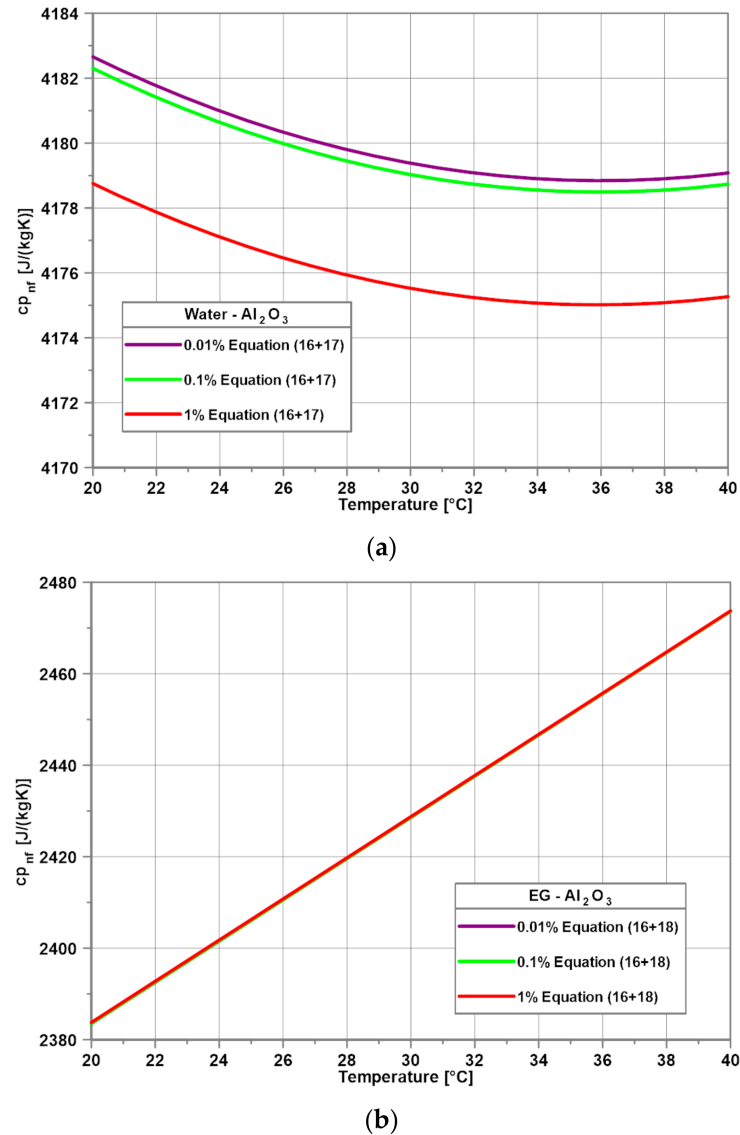 4184
4182
4180
4178
4176
4174
4172
4170
cp nf [J/(kgK)]
Water - Al2O3
0.01% Equation (16+17)
0.1% Equation (16+17)
1% Equation (16+17)
20 22 24 26 28 30 32 34 36 38 40
Temperature [°C]
(a)
2480
2460
2440
2420
2400
2380
cp nf [J/(kgK)]
EG - Al2O3
0.01% Equation (16+18)
0.1% Equation (16+18)
1% Equation (16+18)
20 22 24 26 28 30 32 34 36 38 40
Temperature [°C]
(b)